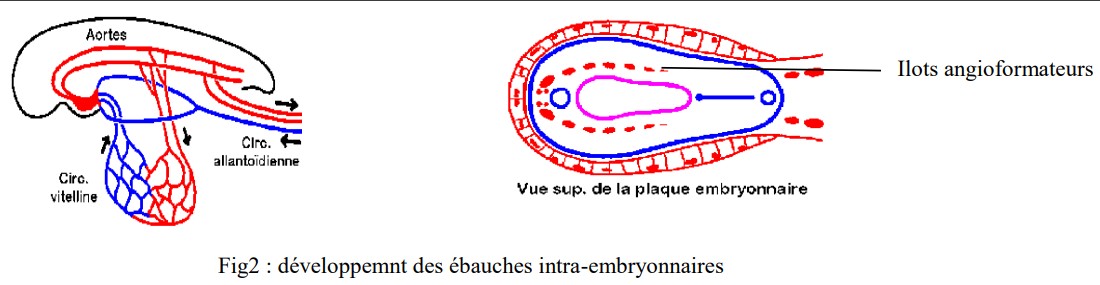 Aortes
Circ.
allantoïdienne
Circ.
vitelline
Ilots angioformateurs
Vue sup. de la plaque embryonnaire
Fig2 : développemnt des ébauches intra-embryonnaires